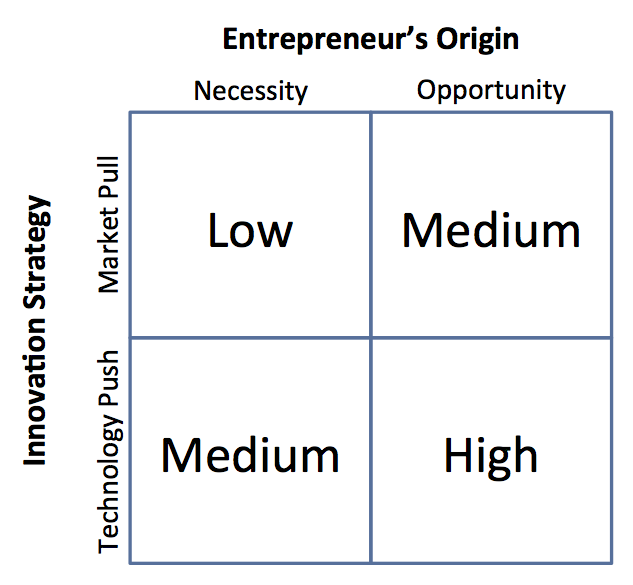 Entrepreneur’s Origin
Necessity Opportunity
Innovation Strategy
Market Pull
Low Medium
Technology Push
Medium High